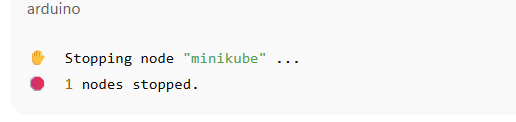 arduino
✋ Stopping node "minikube" ...
🛑 1 nodes stopped.